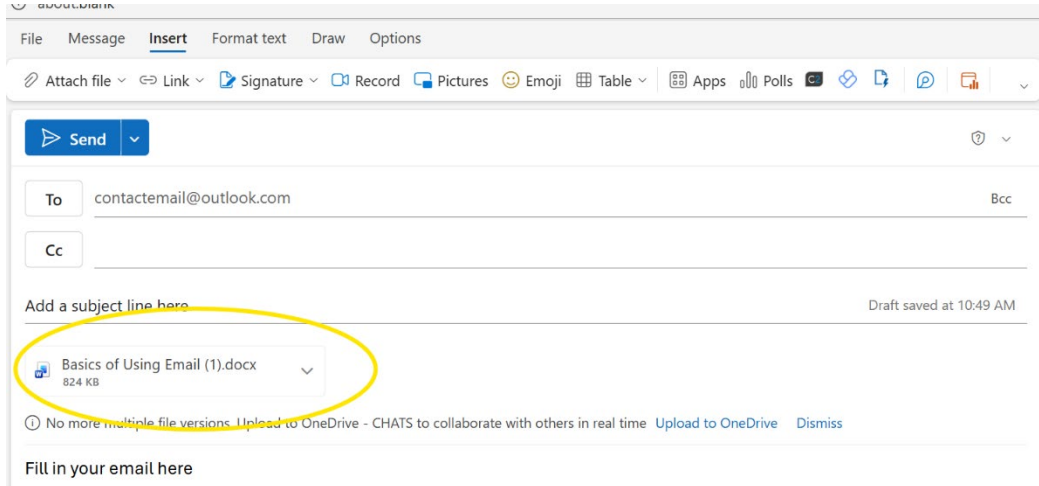 about:blank
File Message Insert Format text Draw Options
Attach file Link Signature Record Pictures Emoji Table Apps Polls
Send
To contactemail@outlook.com Bcc
Cc
Add a subject line here Draft saved at 10:49 AM
Basics of Using Email (1).docx
824 KB
No more multiple file versions. Upload to OneDrive - CHATS to collaborate with others in real time Upload to OneDrive Dismiss
Fill in your email here